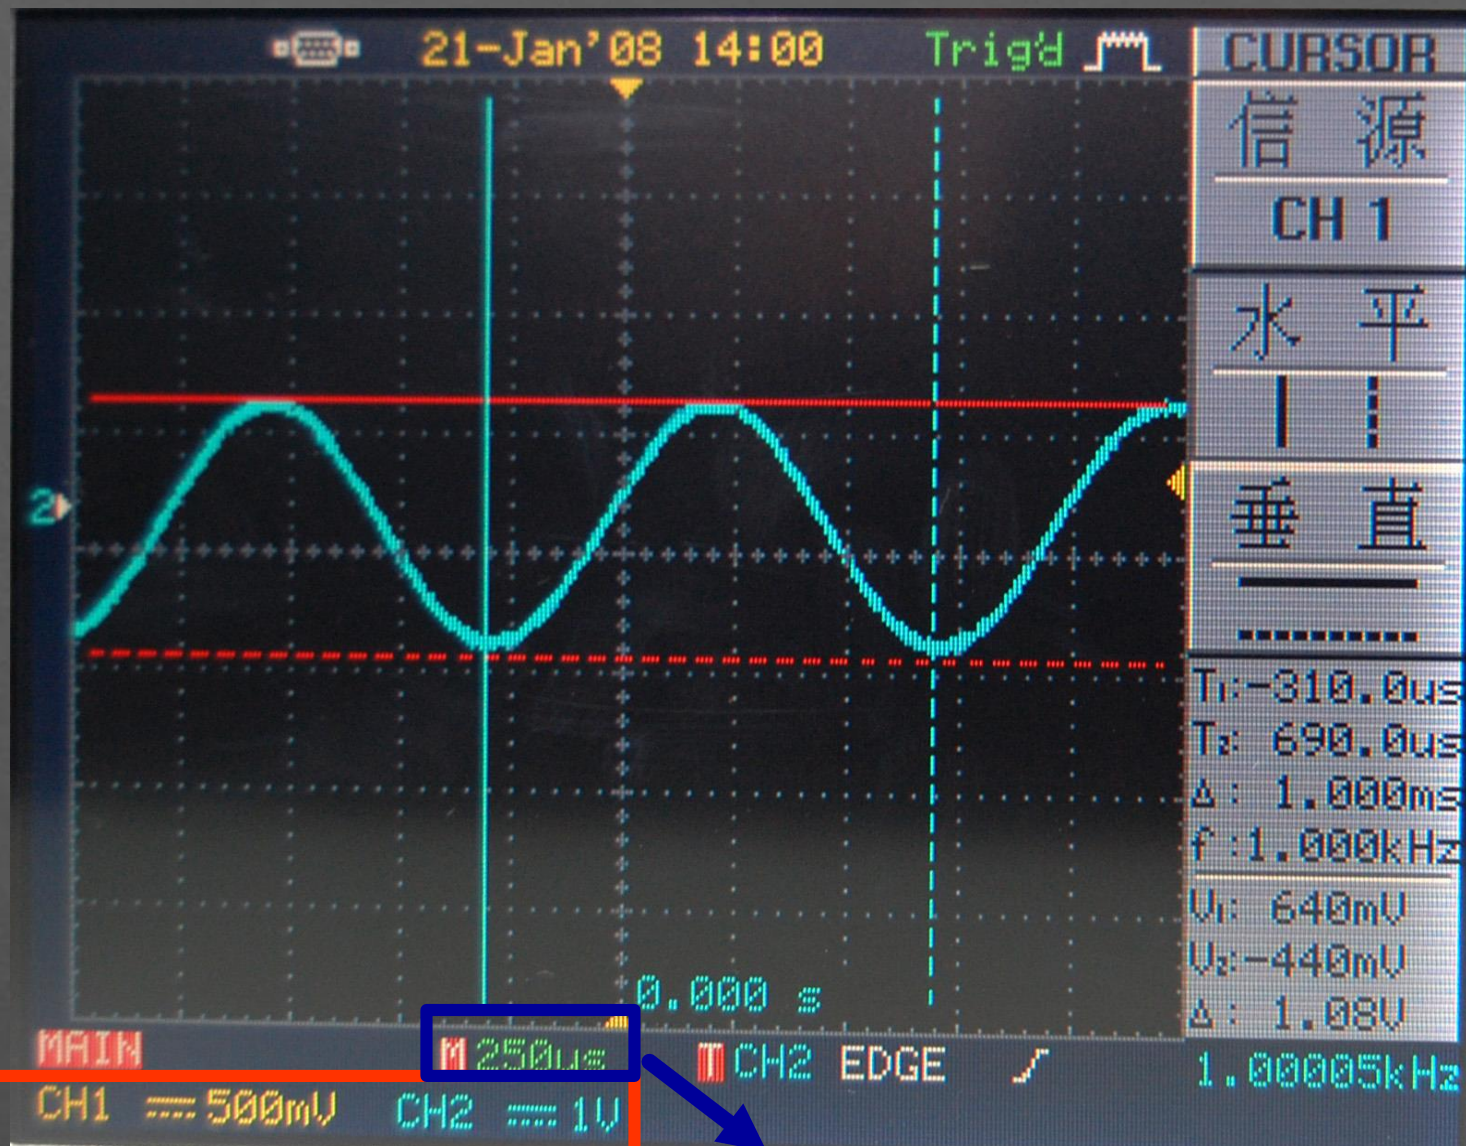 21-Jan'08 14:00 Trig'd
CURSOR
信 源
CH 1
水 平
垂 直
2
T1:-310.0us
T2: 690.0us
Δ: 1.000ms
f:1.000kHz
V1: 640mV
V2:-440mV
Δ: 1.08V
0.000 s
MAIN M 250us T CH2 EDGE 1.00005kHz
CH1 500mV CH2 1V